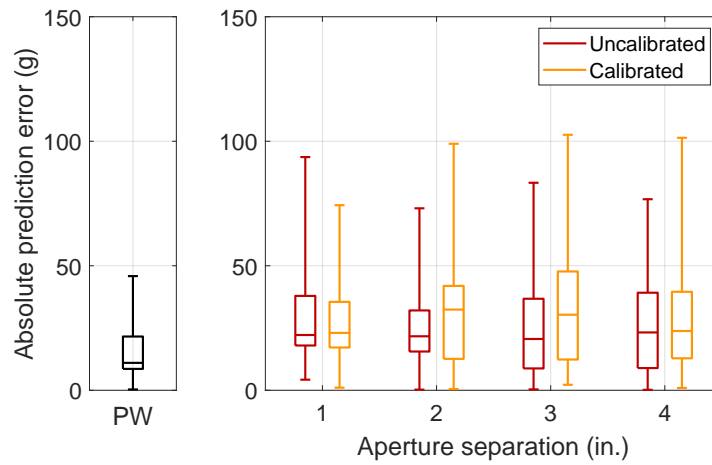 Absolute prediction error (g)
150
100
50
0
PW
150
100
50
0
1 2 3 4
Aperture separation (in.)
Uncalibrated
Calibrated